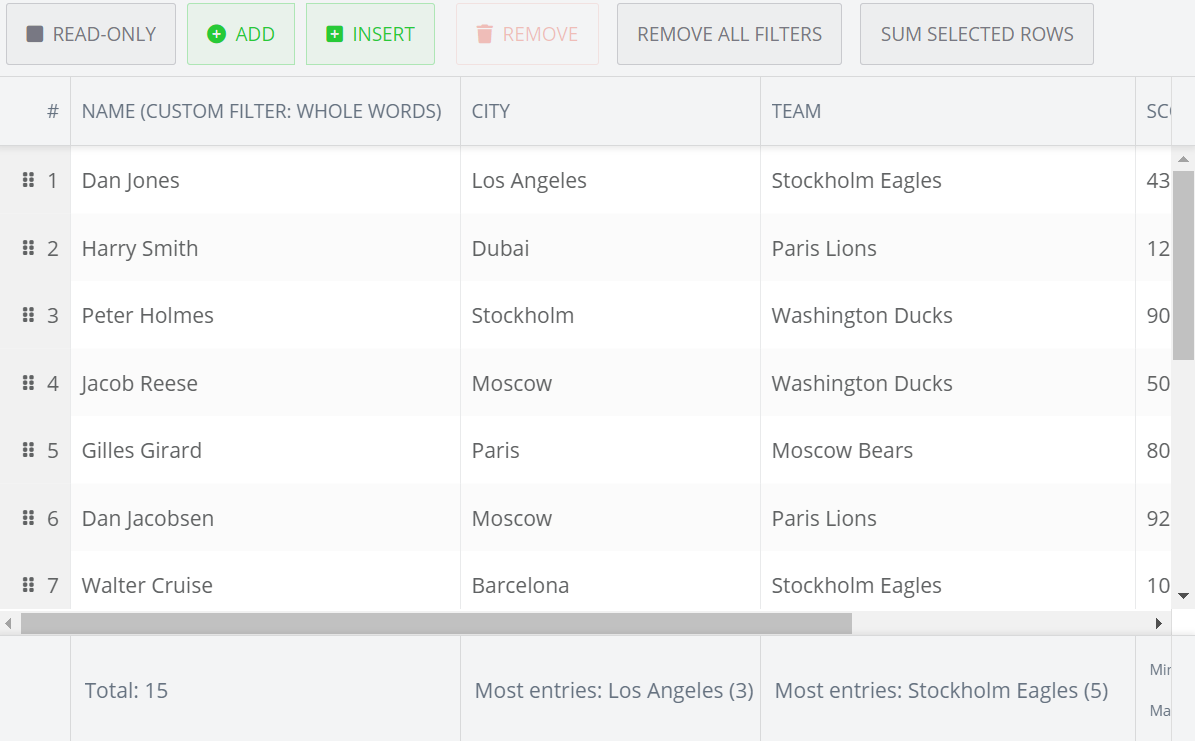 READ-ONLY ADD INSERT REMOVE REMOVE ALL FILTERS SUM SELECTED ROWS
# NAME (CUSTOM FILTER: WHOLE WORDS) CITY TEAM
1 Dan Jones Los Angeles Stockholm Eagles 43
2 Harry Smith Dubai Paris Lions 12
3 Peter Holmes Stockholm Washington Ducks 90
4 Jacob Reese Moscow Washington Ducks 50
5 Gilles Girard Paris Moscow Bears 80
6 Dan Jacobsen Moscow Paris Lions 92
7 Walter Cruise Barcelona Stockholm Eagles 10
Total: 15 Most entries: Los Angeles (3) Most entries: Stockholm Eagles (5)